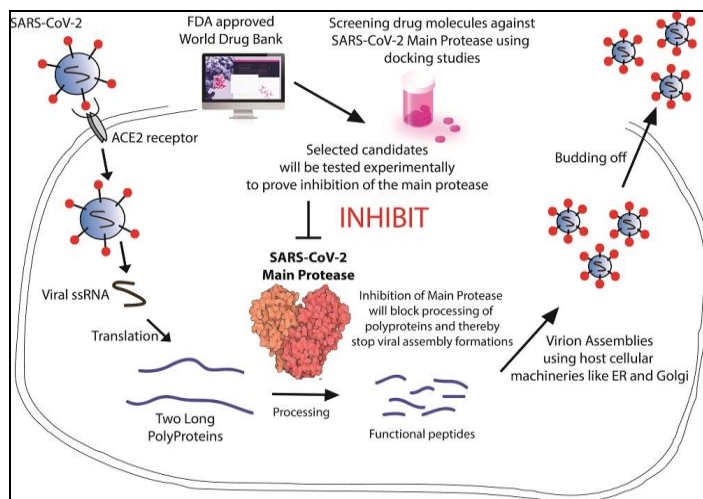 SARS-CoV-2
FDA approved
World Drug Bank
Screening drug molecules against
SARS-CoV-2 Main Protease using
docking studies
ACE2 receptor
Selected candidates
will be tested experimentally
to prove inhibition of the main protease
Budding off
INHIBIT
SARS-CoV-2
Main Protease
Viral ssRNA
Inhibition of Main Protease
will block processing of
polyproteins and thereby
stop viral assembly formations
Translation
Virion Assemblies
using host cellular
machineries like ER and Golgi
Two Long
PolyProteins
Processing
Functional peptides